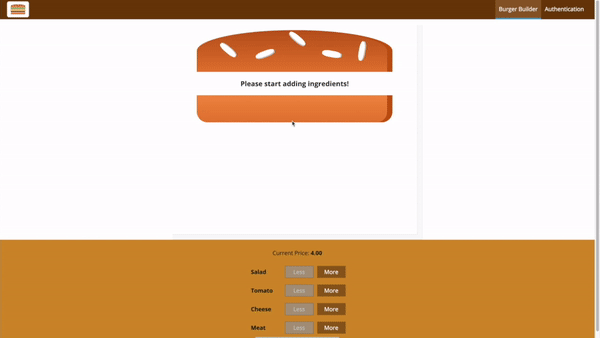 Burger Builder Authentication
Please start adding ingredients!
Current Price: 4.00
Salad Less More
Tomato Less More
Cheese Less More
Meat Less More